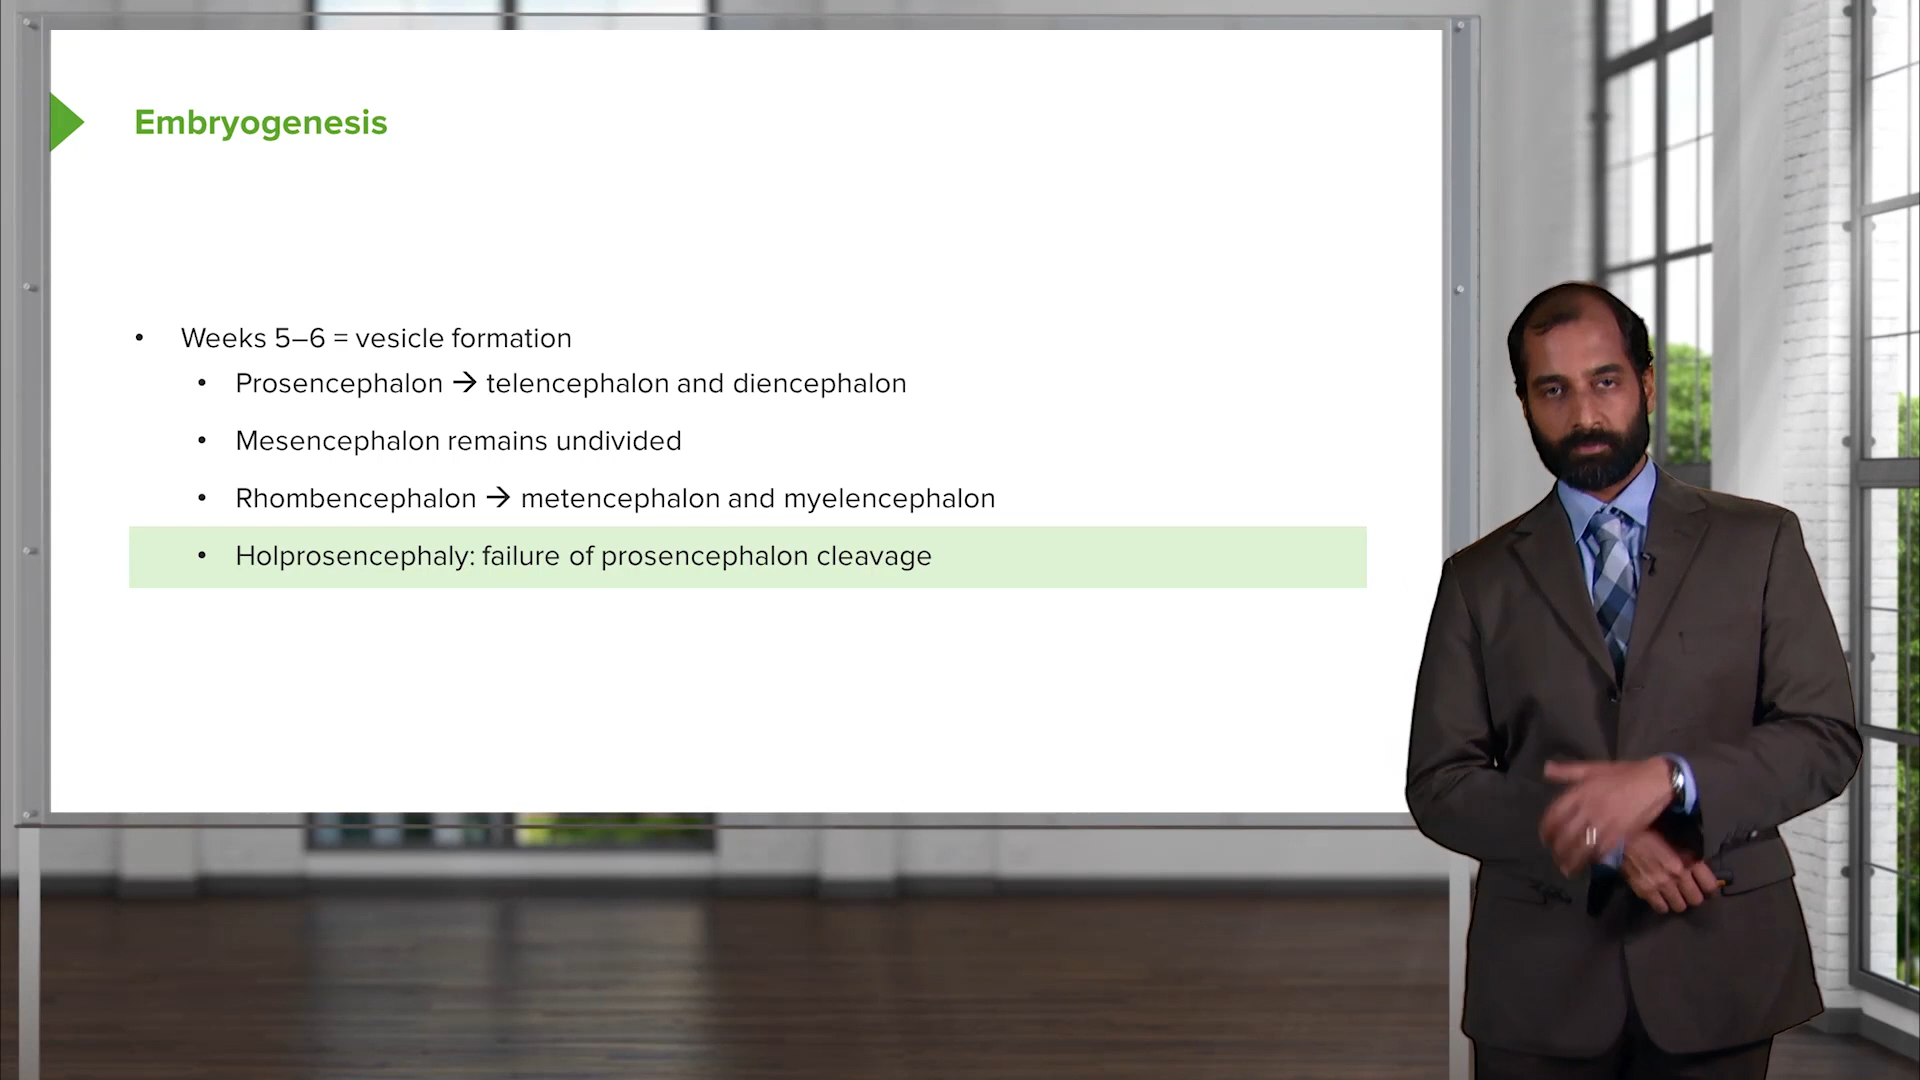 Embryogenesis
• Weeks 5–6 = vesicle formation
• Prosencephalon → telencephalon and diencephalon
• Mesencephalon remains undivided
• Rhombencephalon → metencephalon and myelencephalon
• Holprosencephaly: failure of prosencephalon cleavage